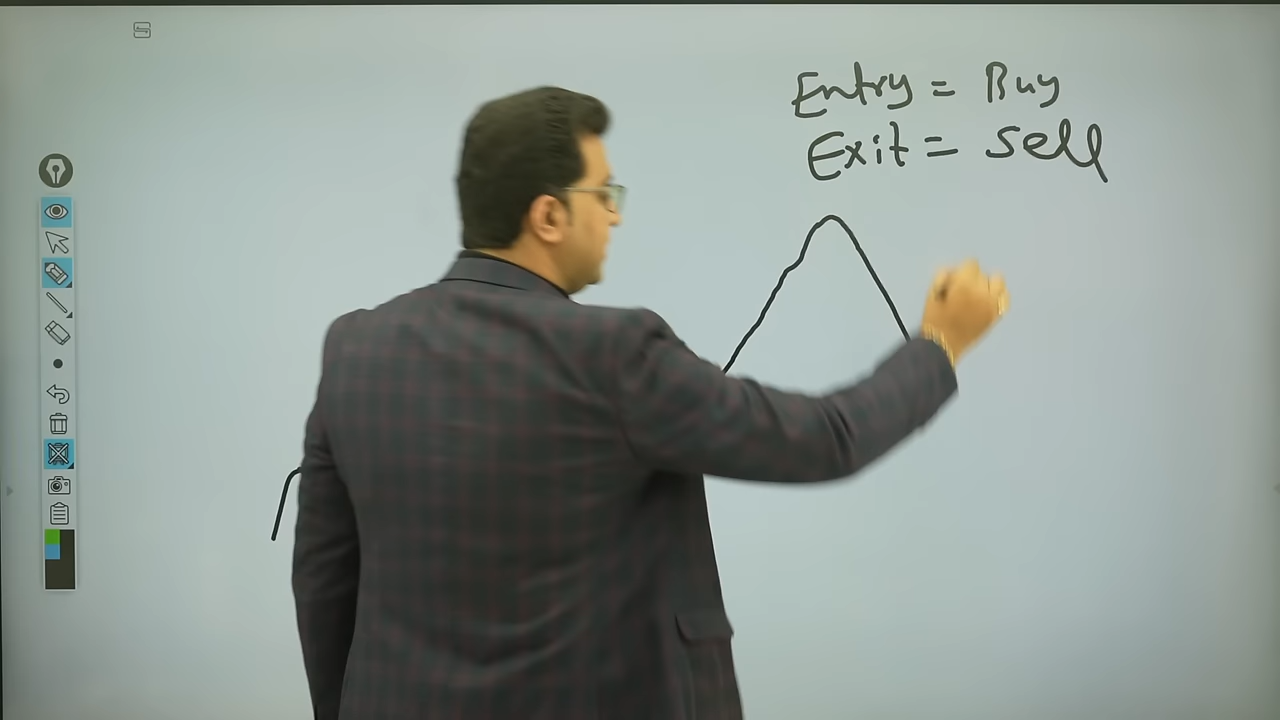 Entry = Buy
Exit = Sell